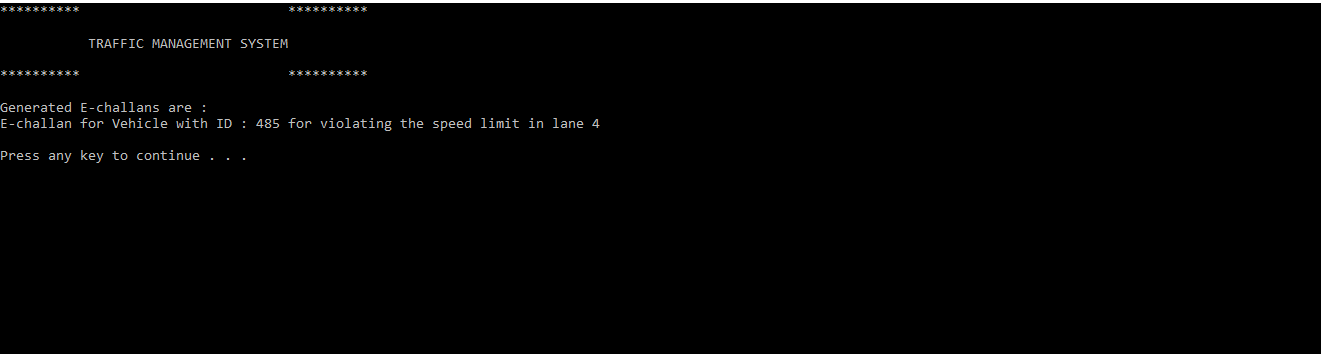 ********** **********
TRAFFIC MANAGEMENT SYSTEM
********** **********
Generated E-challans are :
E-challan for Vehicle with ID : 485 for violating the speed limit in lane 4
Press any key to continue . . .